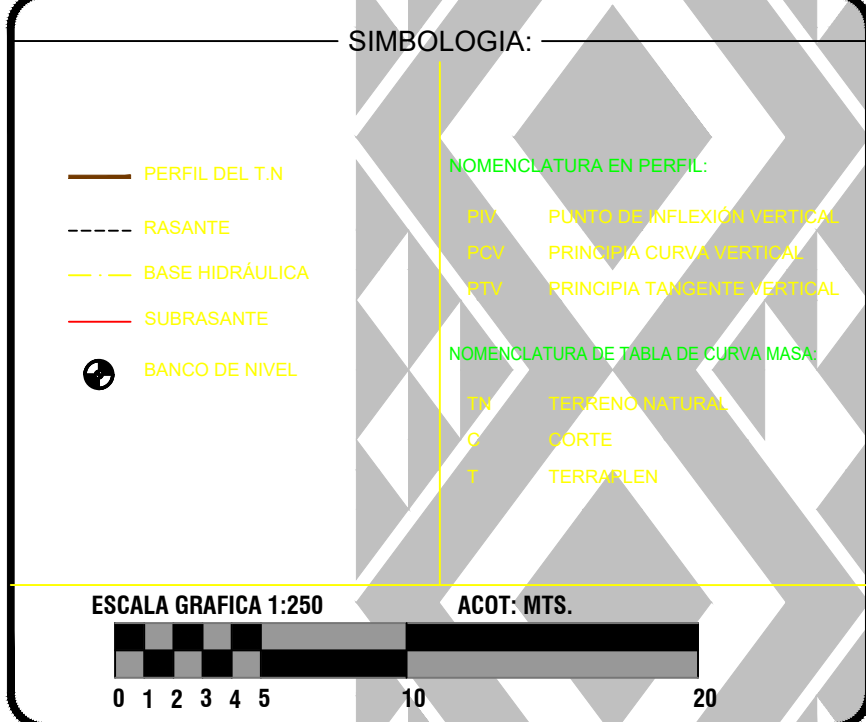 SIMBOLOGIA:
PERFIL DEL T.N
RASANTE
BASE HIDRÁULICA
SUBRASANTE
BANCO DE NIVEL
NOMENCLATURA EN PERFIL:
PIV PUNTO DE INFLEXIÓN VERTICAL
PCV PRINCIPIA CURVA VERTICAL
PTV PRINCIPIA TANGENTE VERTICAL
NOMENCLATURA DE TABLA DE CURVA MASA:
TN TERRENO NATURAL
C CORTE
T TERRAPLEN
ESCALA GRAFICA 1:250 ACOT: MTS.
0 1 2 3 4 5 10 20